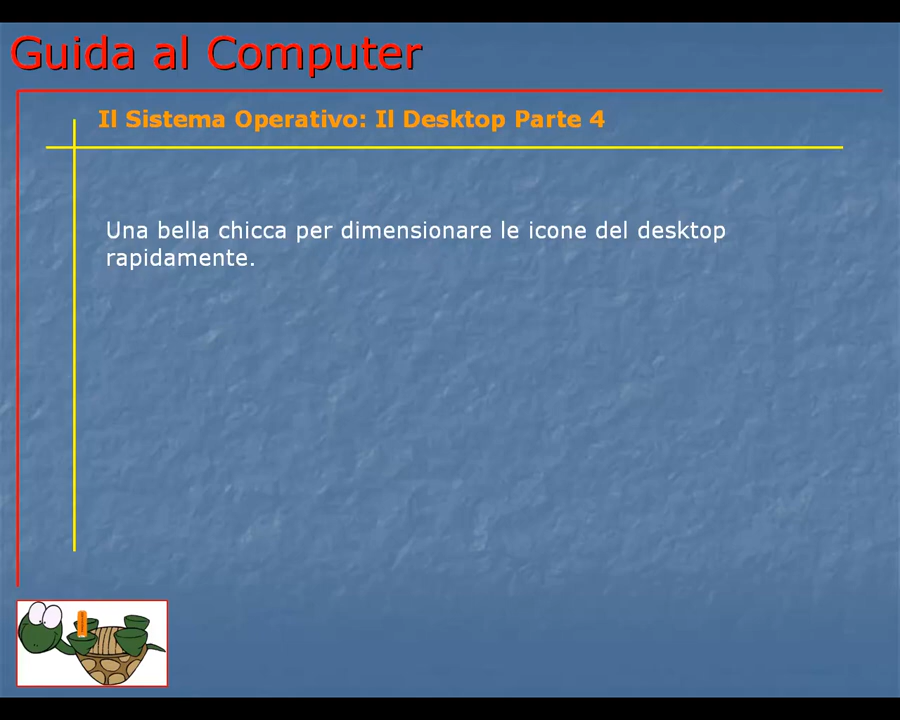 Guida al Computer
Il Sistema Operativo: Il Desktop Parte 4
Una bella chicca per dimensionare le icone del desktop
rapidamente.